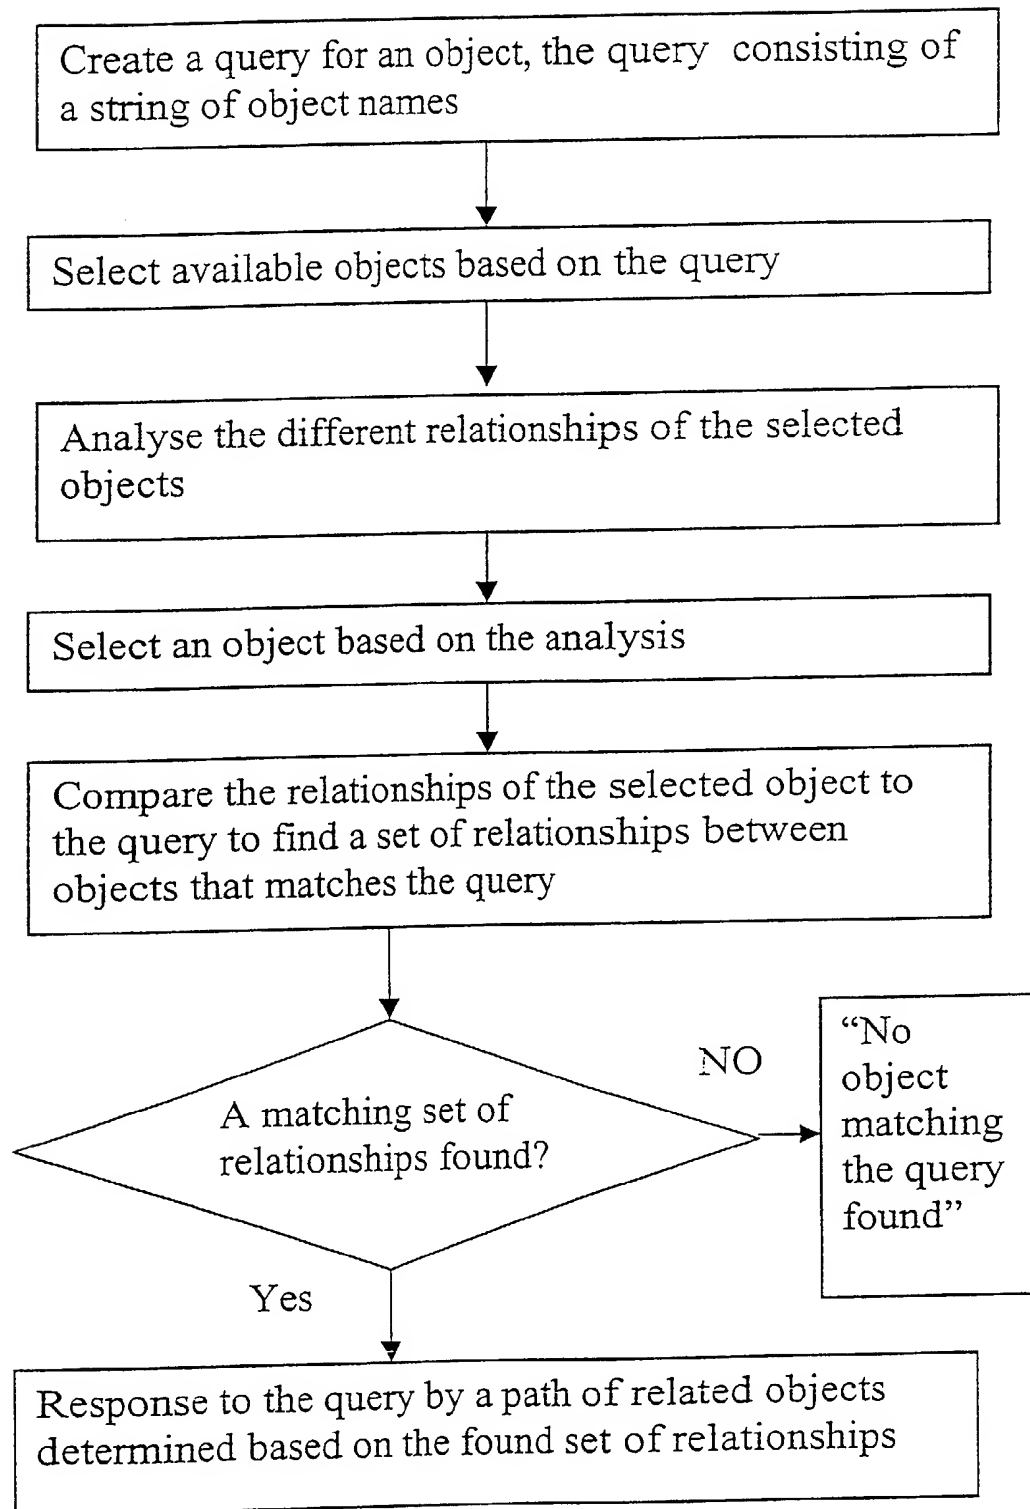 Create a query for an object, the query consisting of
a string of object names
Select available objects based on the query
Analyse the different relationships of the selected
objects
Select an object based on the analysis
Compare the relationships of the selected object to
the query to find a set of relationships between
objects that matches the query
A matching set of
relationships found?
NO
“No
object
matching
the query
found”
Yes
Response to the query by a path of related objects
determined based on the found set of relationships